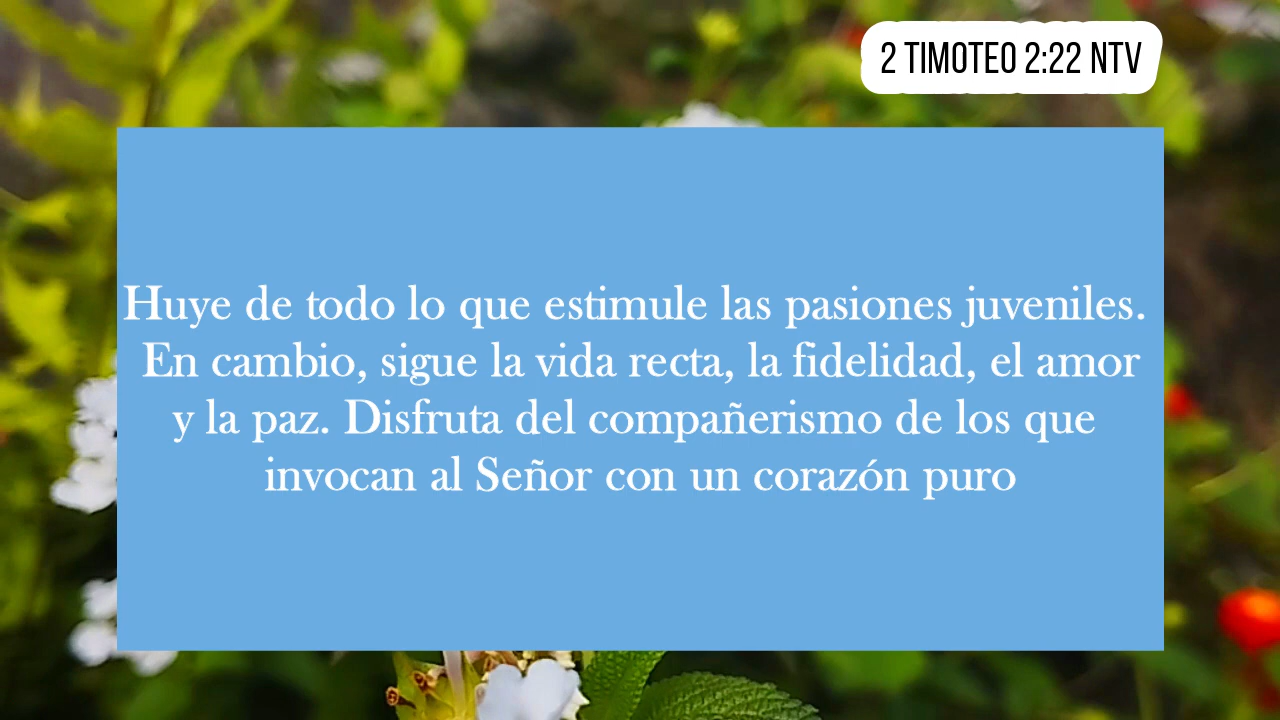 2 TIMOTEO 2:22 NTV
Huye de todo lo que estimule las pasiones juveniles.
En cambio, sigue la vida recta, la fidelidad, el amor
y la paz. Disfruta del compañerismo de los que
invocan al Señor con un corazón puro